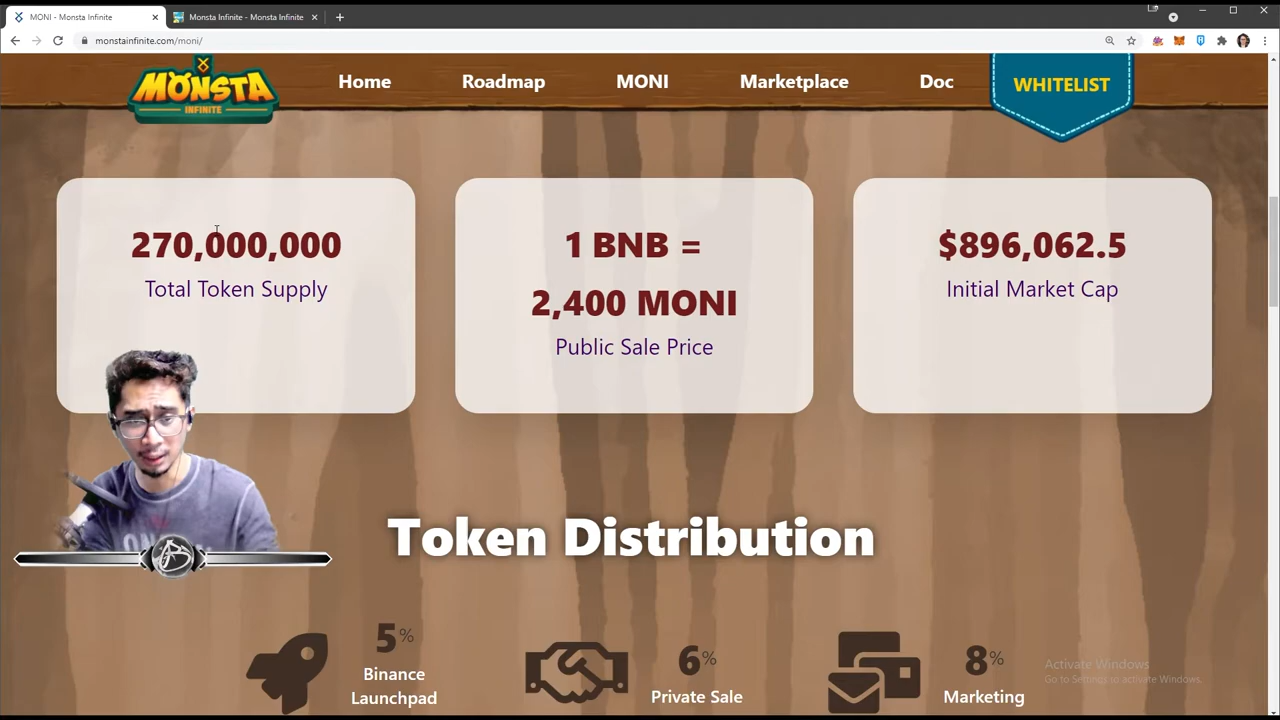 MONI - Monsta Infinite
Monsta Infinite - Monsta Infinite
monstainfinite.com/moni/
MONSTA
INFINITE
Home
Roadmap
MONI
Marketplace
Doc
WHITELIST
270,000,000
Total Token Supply
1 BNB =
2,400 MONI
Public Sale Price
$896,062.5
Initial Market Cap
Token Distribution
5%
Binance
Launchpad
6%
Private Sale
8%
Marketing
Activate Windows
Go to Settings to activate Windows.